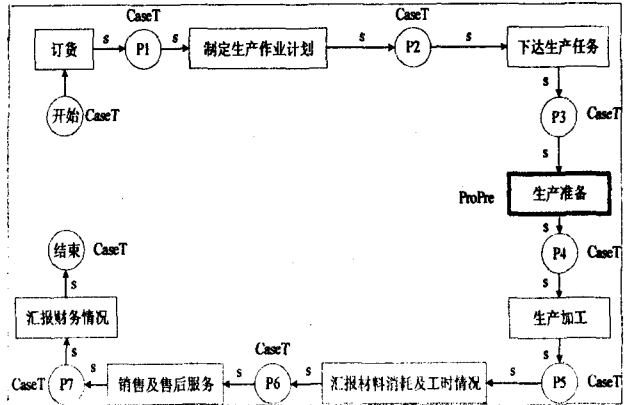 CaseT CaseT
订货 s P1 s 制定生产作业计划 s P2 s 下达生产任务
s
开始 CaseT
P3 CaseT
s
ProPre 生产准备
s
结束 CaseT
P4 CaseT
s
s
汇报财务情况
生产加工
s
CaseT
s
CaseT P7 s 销售及售后服务 s P6 s 汇报材料消耗及工时情况 s P5 CaseT